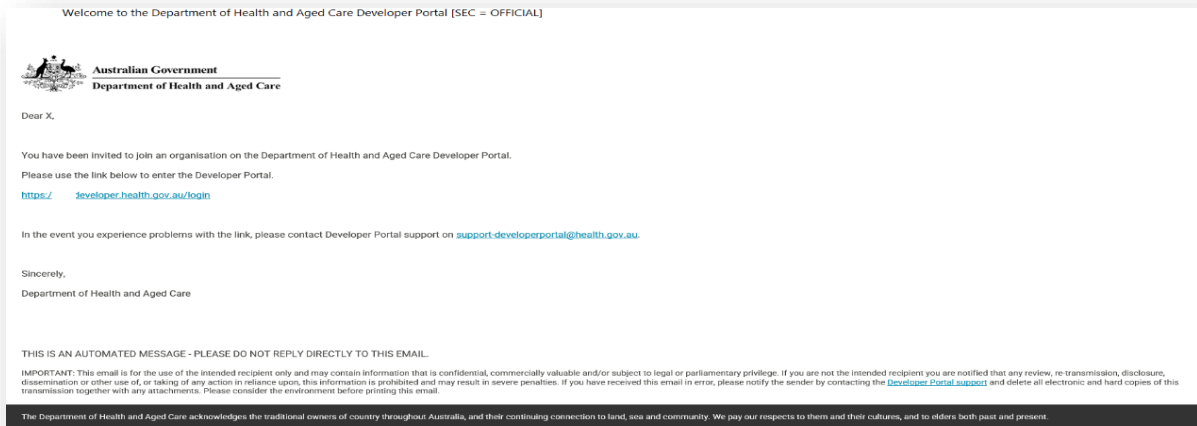 Welcome to the Department of Health and Aged Care Developer Portal [SEC = OFFICIAL]
Australian Government
Department of Health and Aged Care
Dear X,
You have been invited to join an organisation on the Department of Health and Aged Care Developer Portal.
Please use the link below to enter the Developer Portal.
https:/ developer.health.gov.au/login
In the event you experience problems with the link, please contact Developer Portal support on support-developerportal@health.gov.au.
Sincerely,
Department of Health and Aged Care
THIS IS AN AUTOMATED MESSAGE - PLEASE DO NOT REPLY DIRECTLY TO THIS EMAIL.
IMPORTANT: This email is for the use of the intended recipient only and may contain information that is confidential, commercially valuable and/or subject to legal or parliamentary privilege. If you are not the intended recipient you are notified that any review, re-transmission, disclosure,
dissemination or other use of, or taking of any action in reliance upon, this information is prohibited and may result in severe penalties. If you have received this email in error, please notify the sender by contacting the Developer Portal support and delete all electronic and hard copies of this
transmission together with any attachments. Please consider the environment before printing this email.
The Department of Health and Aged Care acknowledges the traditional owners of country throughout Australia, and their continuing connection to land, sea and community. We pay our respects to them and their cultures, and to elders both past and present.